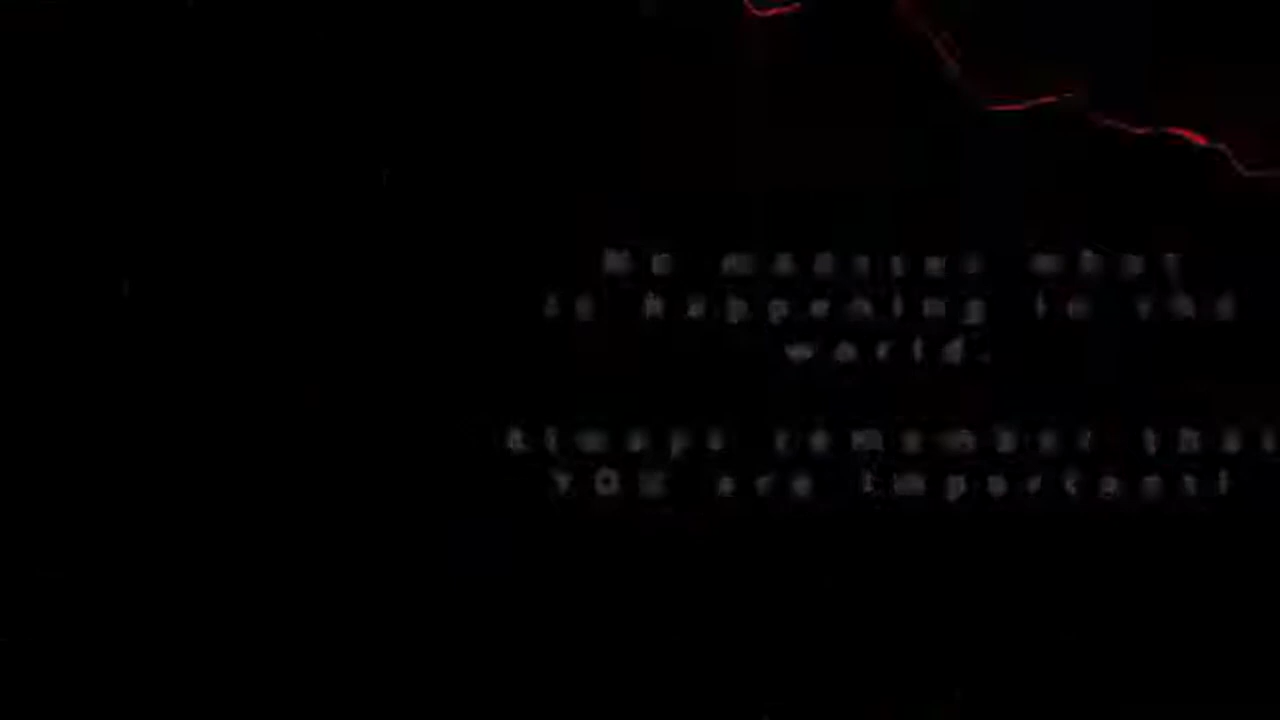 No matter what
is happening in the
world.
Always remember that
YOU are important!